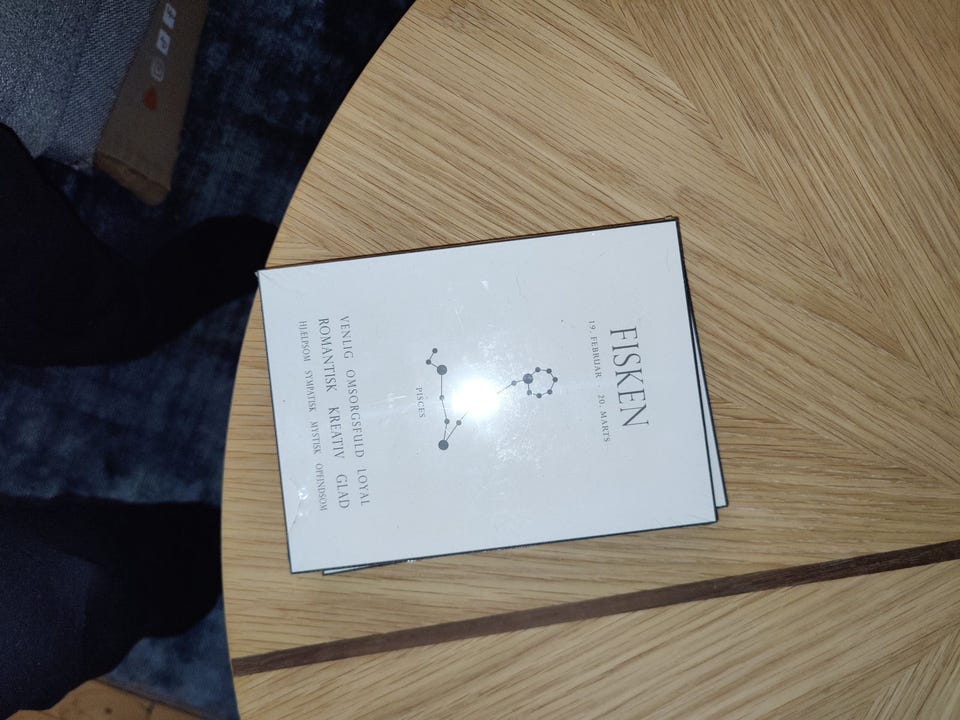 FISKEN
19. FEBRUAR - 20. MARTS
PISCES
VENLIG OMSORGSFULD LOYAL
ROMANTISK KREATIV GLAD
HJÆLPSOM SYMPATISK MYSTISK OPFINDSOM